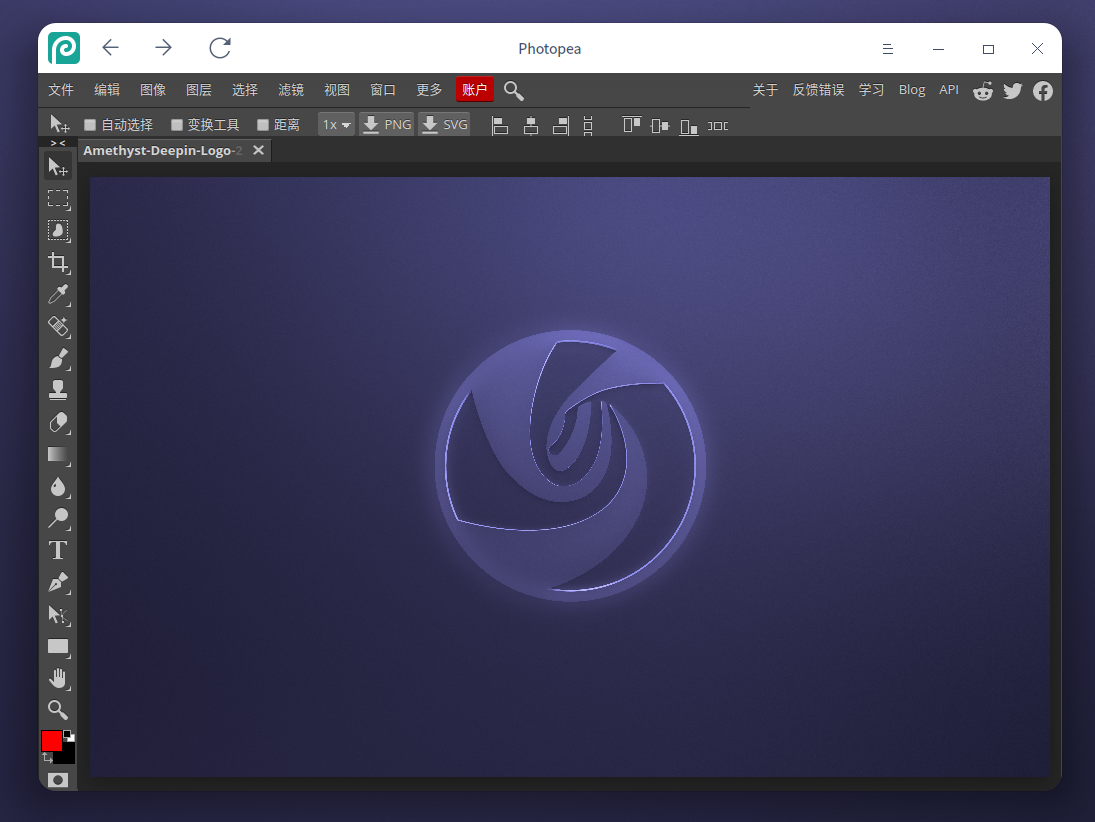 Photopea
文件 编辑 图像 图层 选择 滤镜 视图 窗口 更多 账户 关于 反馈错误 学习 Blog API
自动选择 变换工具 距离 1x PNG SVG
> <
Amethyst-Deepin-Logo-2
T